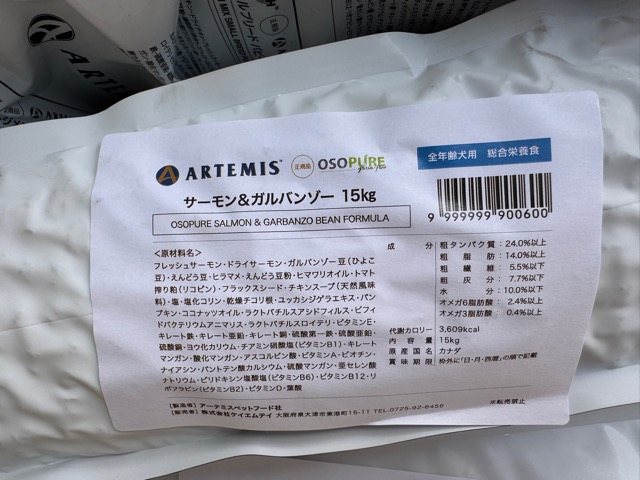 ARTEMIS
MIX SMALL BREE
ARTEMIS™ 正規品 OSOPURE
grain free
全年齢犬用 総合栄養食
サーモン&ガルバンゾー 15kg
OSOPURE SALMON & GARBANZO BEAN FORMULA
9 999999 900600
<原材料名>
フレッシュサーモン・ドライサーモン・ガルバンゾー豆(ひよこ
豆)・えんどう豆・ヒラマメ・えんどう豆粉・ヒマワリオイル・トマト
搾り粕(リコピン)・フラックスシード・チキンスープ(天然風味
料)・塩・塩化コリン・乾燥チコリ根・ユッカシジゲラエキス・パン
プキン・ココナッツオイル・ラクトバチルスアシドフィルス・ビフィ
ドバクテリウムアニマリス・ラクトバチルスロイテリ・ビタミンE・
キレート鉄・キレート亜鉛・キレート銅・硫酸第一鉄・硫酸亜鉛・
硫酸銅・ヨウ化カリウム・チアミン硝酸塩(ビタミンB1)・キレート
マンガン・酸化マンガン・アスコルビン酸・ビタミンA・ビオチン・
ナイアシン・パントテン酸カルシウム・硫酸マンガン・亜セレン酸
ナトリウム・ピリドキシン塩酸塩(ビタミンB6)・ビタミンB12・リ
ボフラビン(ビタミンB2)・ビタミンD・葉酸
成分 粗タンパク質:24.0%以上
粗脂肪:14.0%以上
粗繊維:5.5%以下
粗灰分:7.7%以下
水分:10.0%以下
オメガ6脂肪酸:2.4%以上
オメガ3脂肪酸:0.4%以上
代謝カロリー:3,609kcal
内容量:15kg
原産国名:カナダ
賞味期限:枠外に「日・月・西暦」の順で記載
[製造者] アーテミスペットフード社
[販売者] 株式会社ケイエムテイ 大阪府泉大津市東港町15-11 TEL.0725-92-6456
※転売禁止